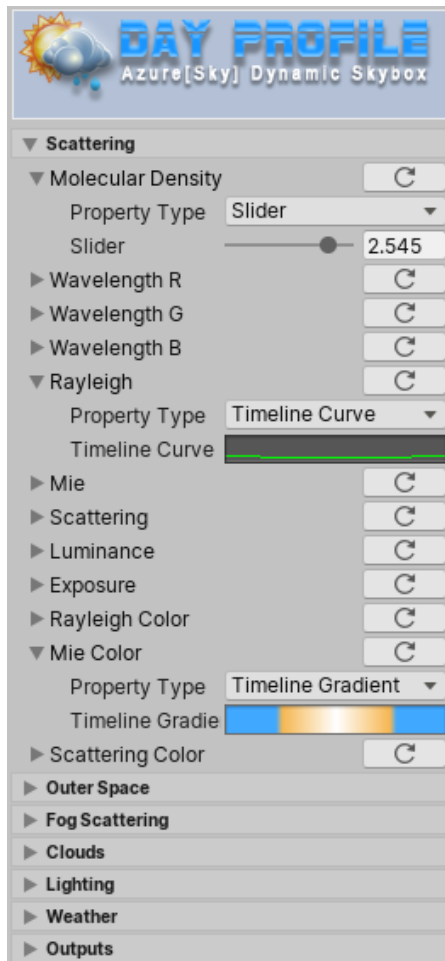 DAY PROFILE
Azure[Sky] Dynamic Skybox
Scattering
Molecular Density
Property Type Slider
Slider 2.545
Wavelength R
Wavelength G
Wavelength B
Rayleigh
Property Type Timeline Curve
Timeline Curve
Mie
Scattering
Luminance
Exposure
Rayleigh Color
Mie Color
Property Type Timeline Gradient
Timeline Gradie
Scattering Color
Outer Space
Fog Scattering
Clouds
Lighting
Weather
Outputs